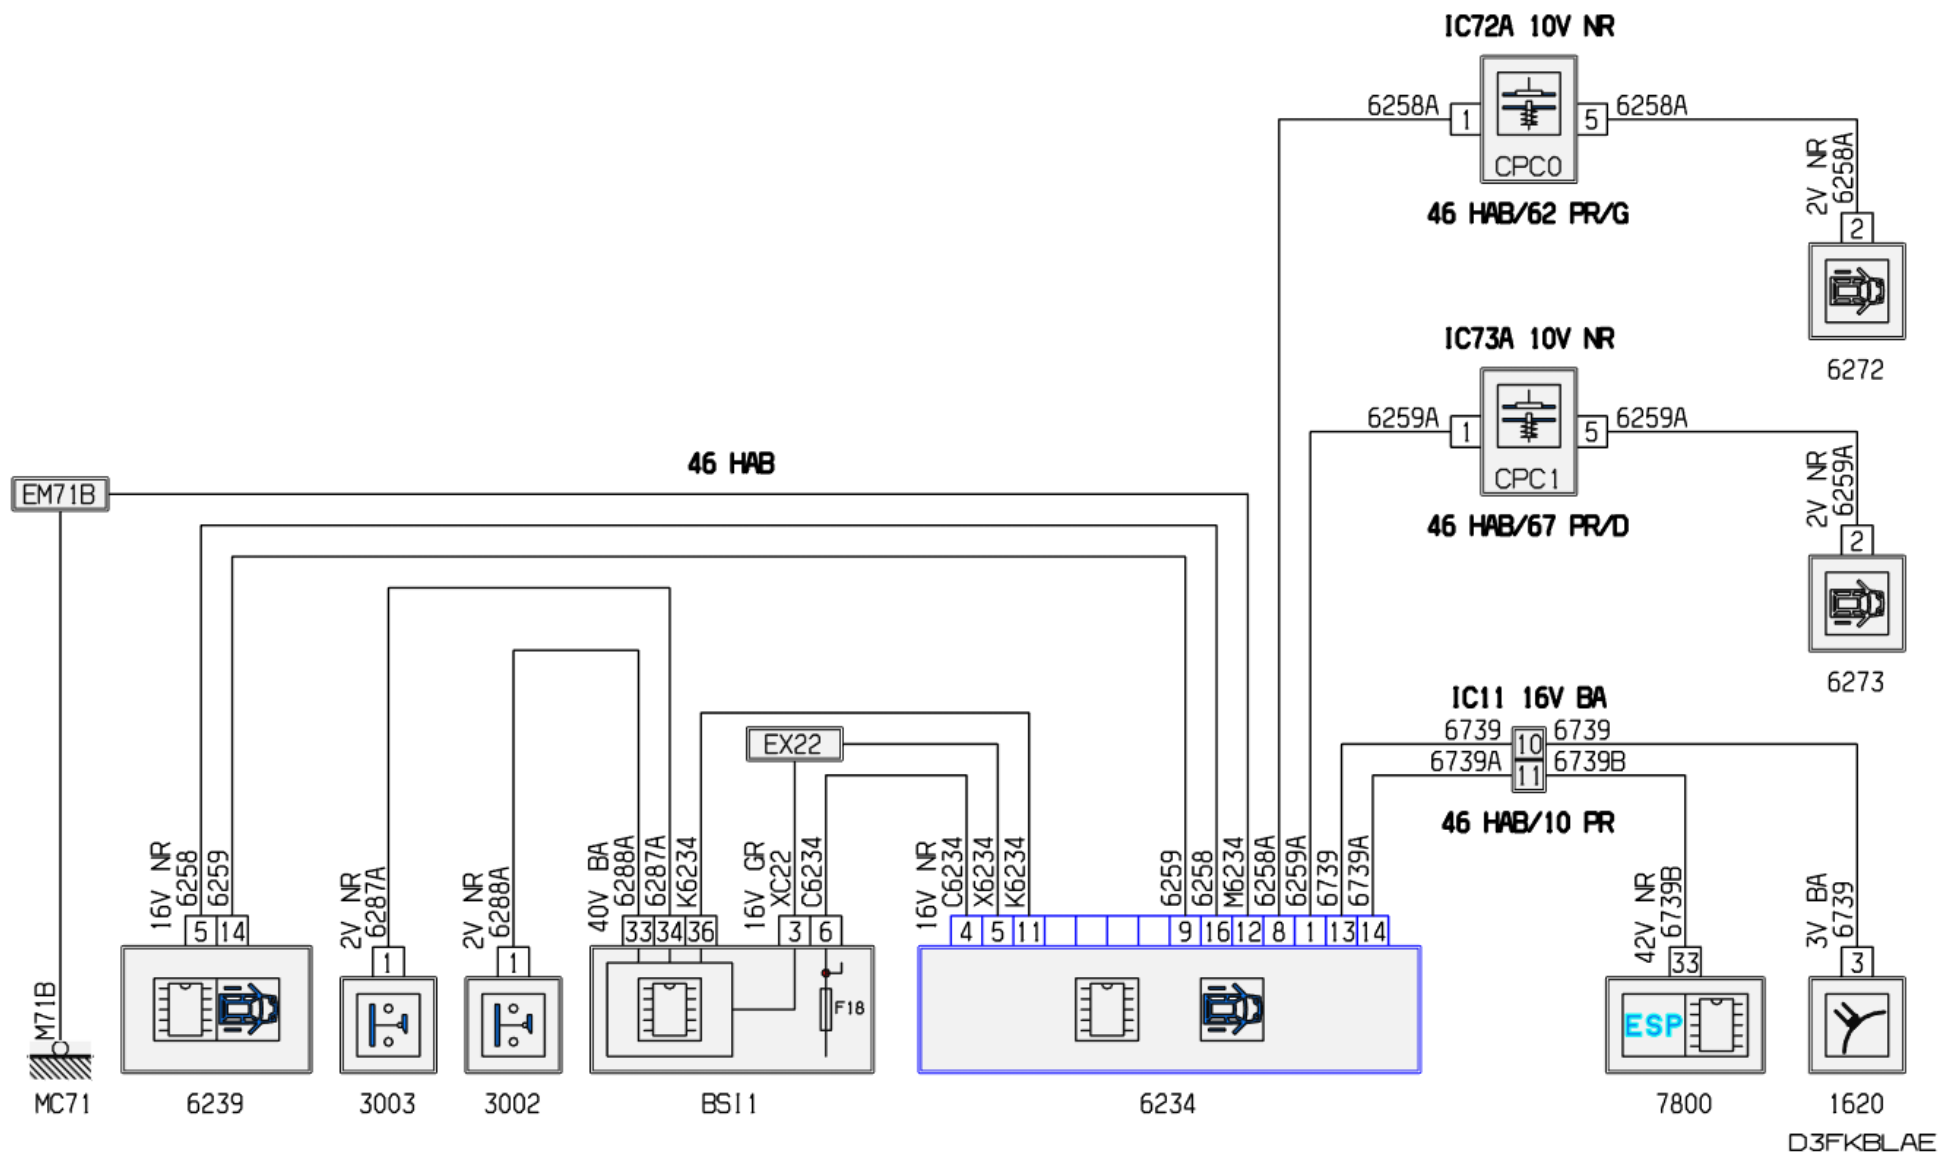 IC72A 10V NR
6258A
1
5
6258A
CPC0
46 HAB/62 PR/G
2V NR
6258A
2
6272
IC73A 10V NR
6259A
1
5
6259A
CPC1
46 HAB/67 PR/D
2V NR
6259A
2
6273
46 HAB
EM71B
IC11 16V BA
6739
10
6739
6739A
11
6739B
46 HAB/10 PR
EX22
M71B
MC71
16V NR
6258
6259
5
14
6239
2V NR
6287A
1
3003
2V NR
6288A
1
3002
40V BA
6288A
6287A
K6234
33
34
36
16V GR
XC22
C6234
3
6
F18
BSI1
16V NR
C6234
X6234
K6234
6259
6258
M6234
6258A
6259A
6739
6739A
4
5
11
9
16
12
8
1
13
14
6234
42V NR
6739B
33
ESP
7800
3V BA
6739
3
1620
D3FKBLAE